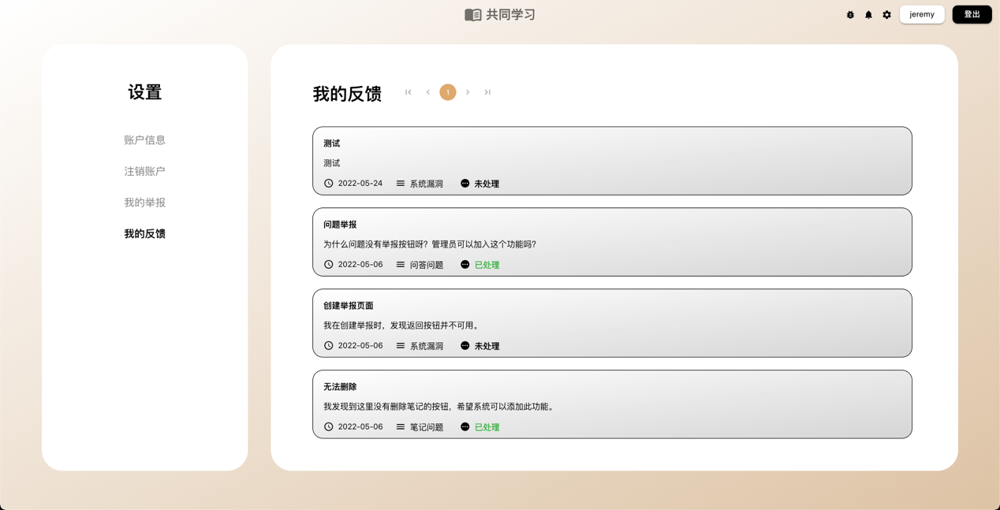 共同学习
jeremy
登出
设置
账户信息
注销账户
我的举报
我的反馈
我的反馈
1
测试
测试
2022-05-24 系统漏洞 未处理
问题举报
为什么问题没有举报按钮呀？管理员可以加入这个功能吗？
2022-05-06 问答问题 已处理
创建举报页面
我在创建举报时，发现返回按钮并不可用。
2022-05-06 系统漏洞 未处理
无法删除
我发现到这里没有删除笔记的按钮，希望系统可以添加此功能。
2022-05-06 笔记问题 已处理